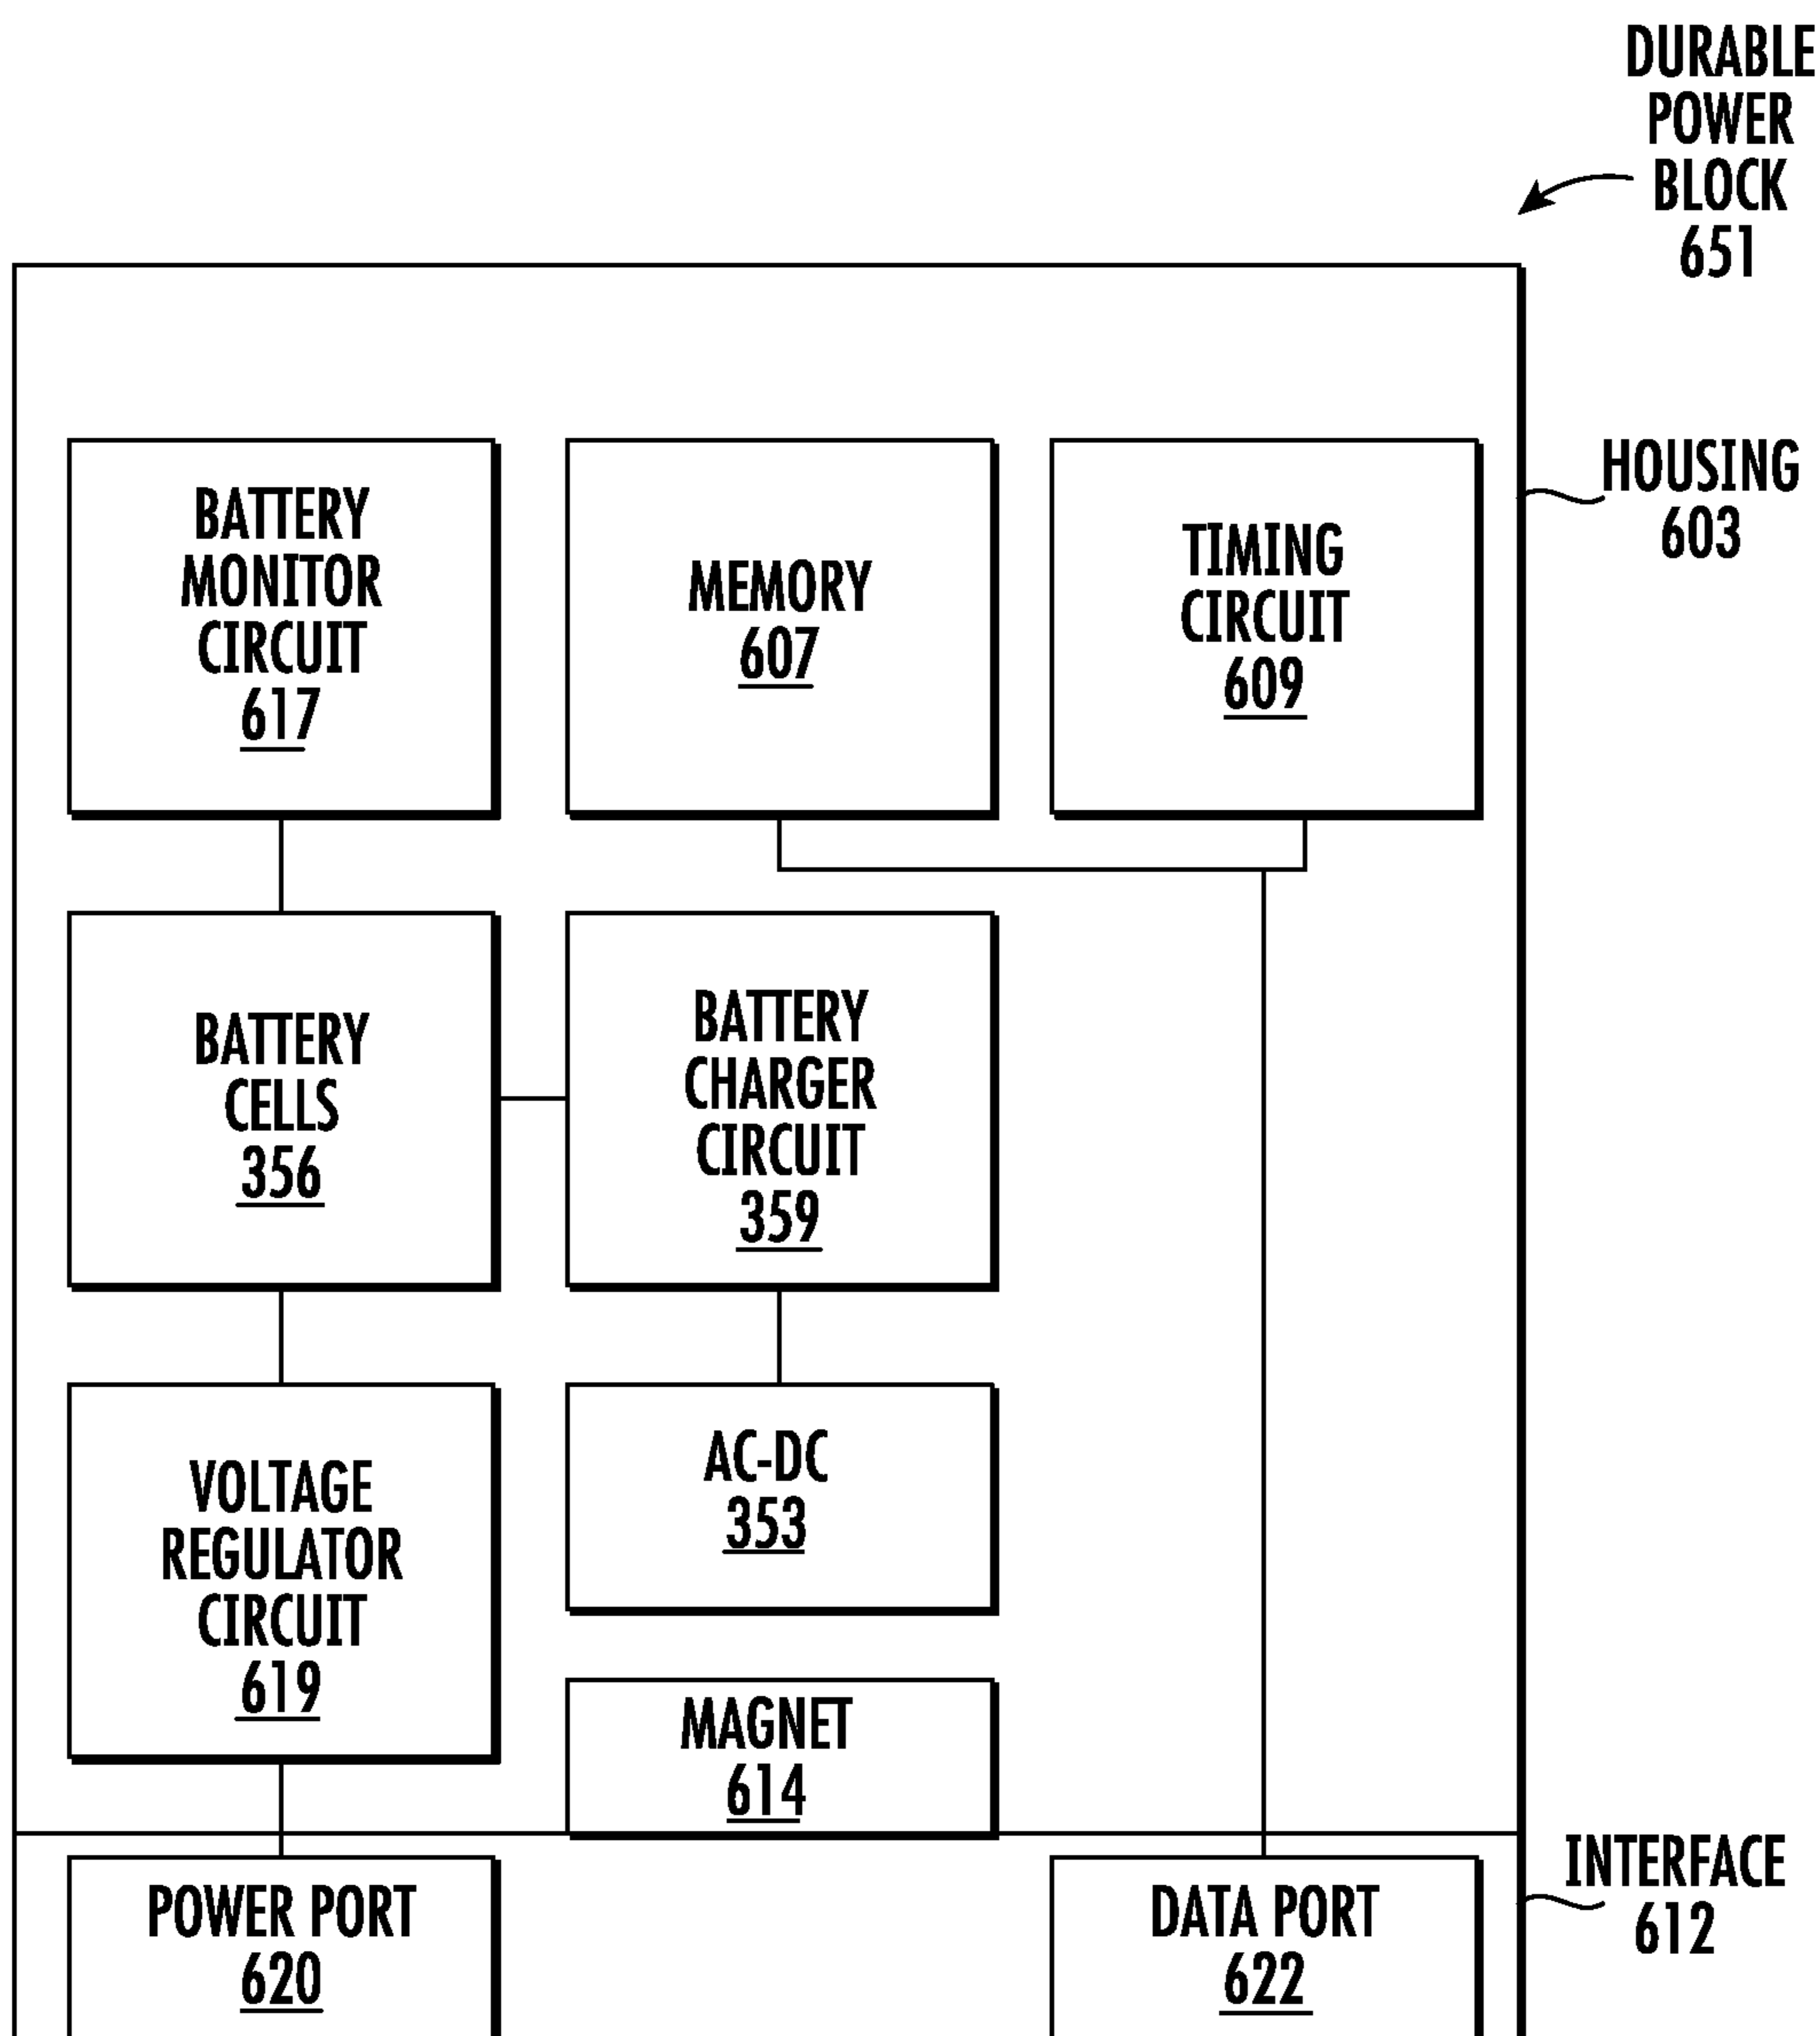 DURABLE
POWER
BLOCK
651
HOUSING
603
BATTERY
MONITOR
CIRCUIT
617
MEMORY
607
TIMING
CIRCUIT
609
BATTERY
CELLS
356
BATTERY
CHARGER
CIRCUIT
359
VOLTAGE
REGULATOR
CIRCUIT
619
AC-DC
353
MAGNET
614
INTERFACE
612
POWER PORT
620
DATA PORT
622